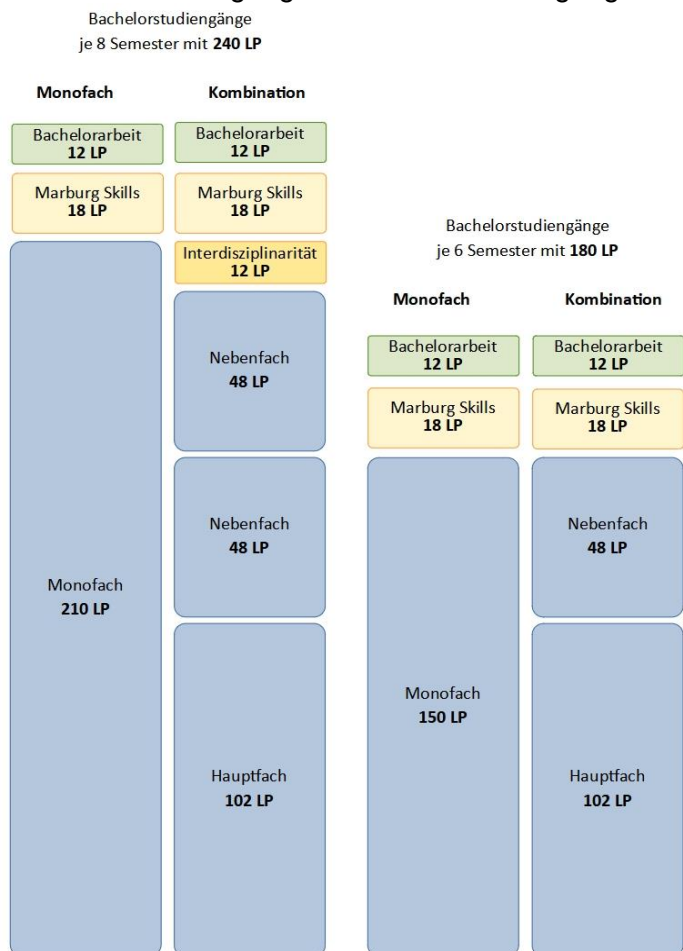 Bachelorstudiengänge
je 8 Semester mit 240 LP
Monofach
Kombination
Bachelorarbeit
12 LP
Bachelorarbeit
12 LP
Marburg Skills
18 LP
Marburg Skills
18 LP
Interdisziplinarität
12 LP
Nebenfach
48 LP
Nebenfach
48 LP
Monofach
210 LP
Hauptfach
102 LP
Bachelorstudiengänge
je 6 Semester mit 180 LP
Monofach
Kombination
Bachelorarbeit
12 LP
Bachelorarbeit
12 LP
Marburg Skills
18 LP
Marburg Skills
18 LP
Nebenfach
48 LP
Monofach
150 LP
Hauptfach
102 LP